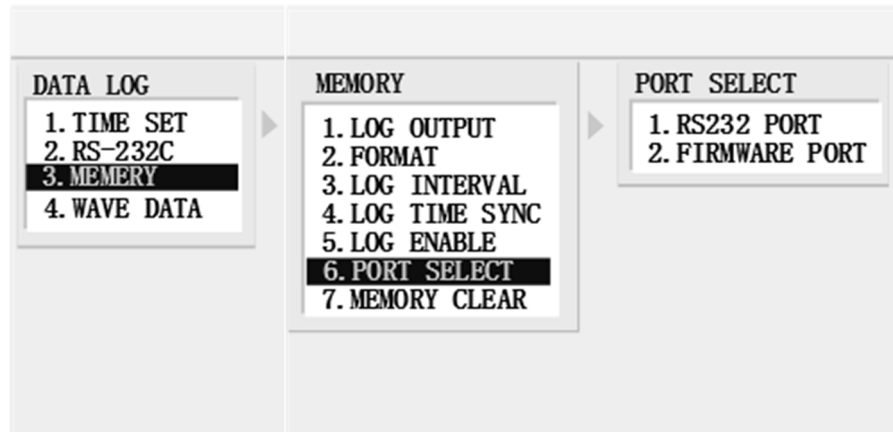 DATA LOG
1. TIME SET
2. RS-232C
3. MEMERY
4. WAVE DATA
MEMORY
1. LOG OUTPUT
2. FORMAT
3. LOG INTERVAL
4. LOG TIME SYNC
5. LOG ENABLE
6. PORT SELECT
7. MEMORY CLEAR
PORT SELECT
1. RS232 PORT
2. FIRMWARE PORT